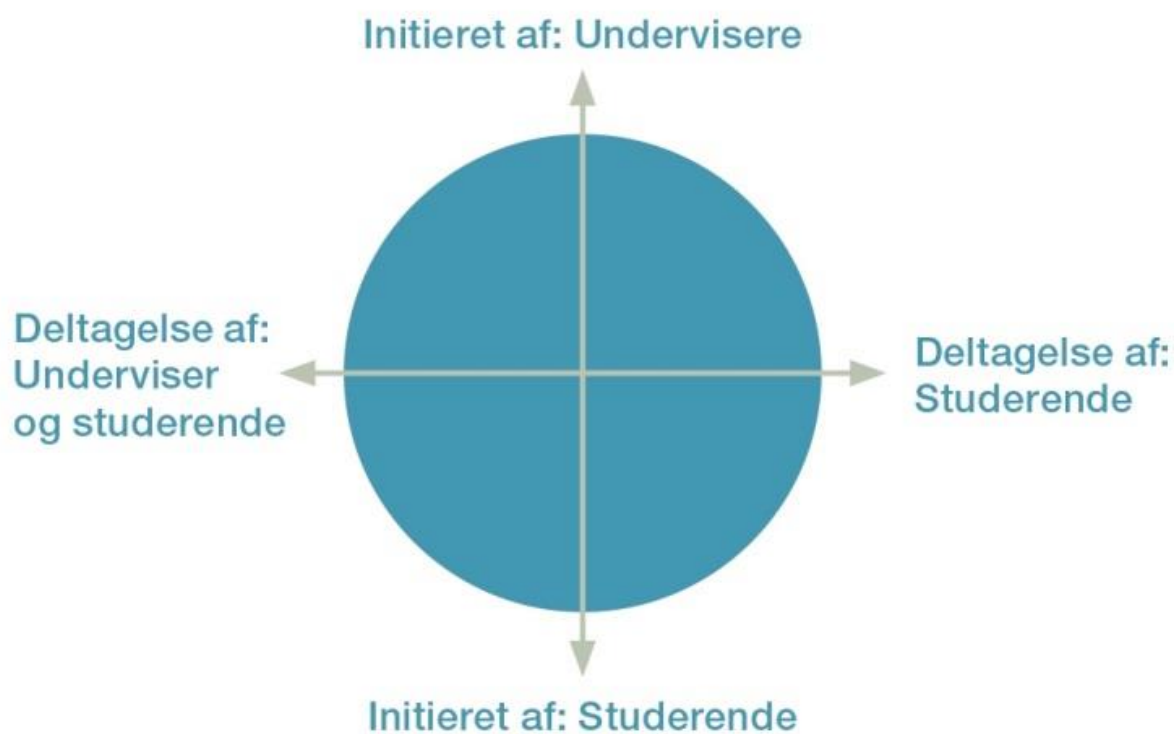 Initieret af: Undervisere
Deltagelse af:
Underviser
og studerende
Deltagelse af:
Studerende
Initieret af: Studerende